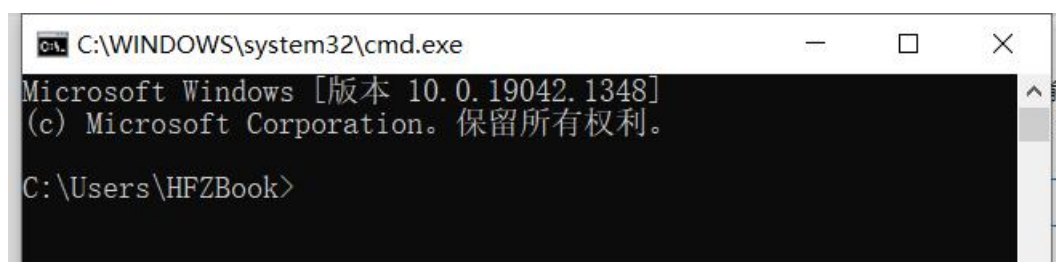 C:\WINDOWS\system32\cmd.exe
Microsoft Windows [版本 10.0.19042.1348]
(c) Microsoft Corporation。保留所有权利。
C:\Users\HFZBook>